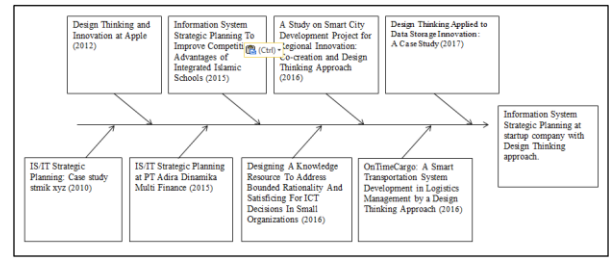 Design Thinking and
Innovation at Apple
(2012)
Information System
Strategic Planning To
Improve Competiti
Advantages of
Integrated Islamic
Schools (2015)
(Ctrl)
A Study on Smart City
Development Project for
Regional Innovation:
Co-creation and Design
Thinking Approach
(2016)
Design Thinking Applied to
Data Storage Innovation:
A Case Study (2017)
Information System
Strategic Planning at
startup company with
Design Thinking
approach.
IS/IT Strategic
Planning: Case study
stmik xyz (2010)
IS/IT Strategic Planning
at PT Adira Dinamika
Multi Finance (2015)
Designing A Knowledge
Resource To Address
Bounded Rationality And
Satisficing For ICT
Decisions In Small
Organizations (2016)
OnTimeCargo: A Smart
Transportation System
Development in Logistics
Management by a Design
Thinking Approach (2016)